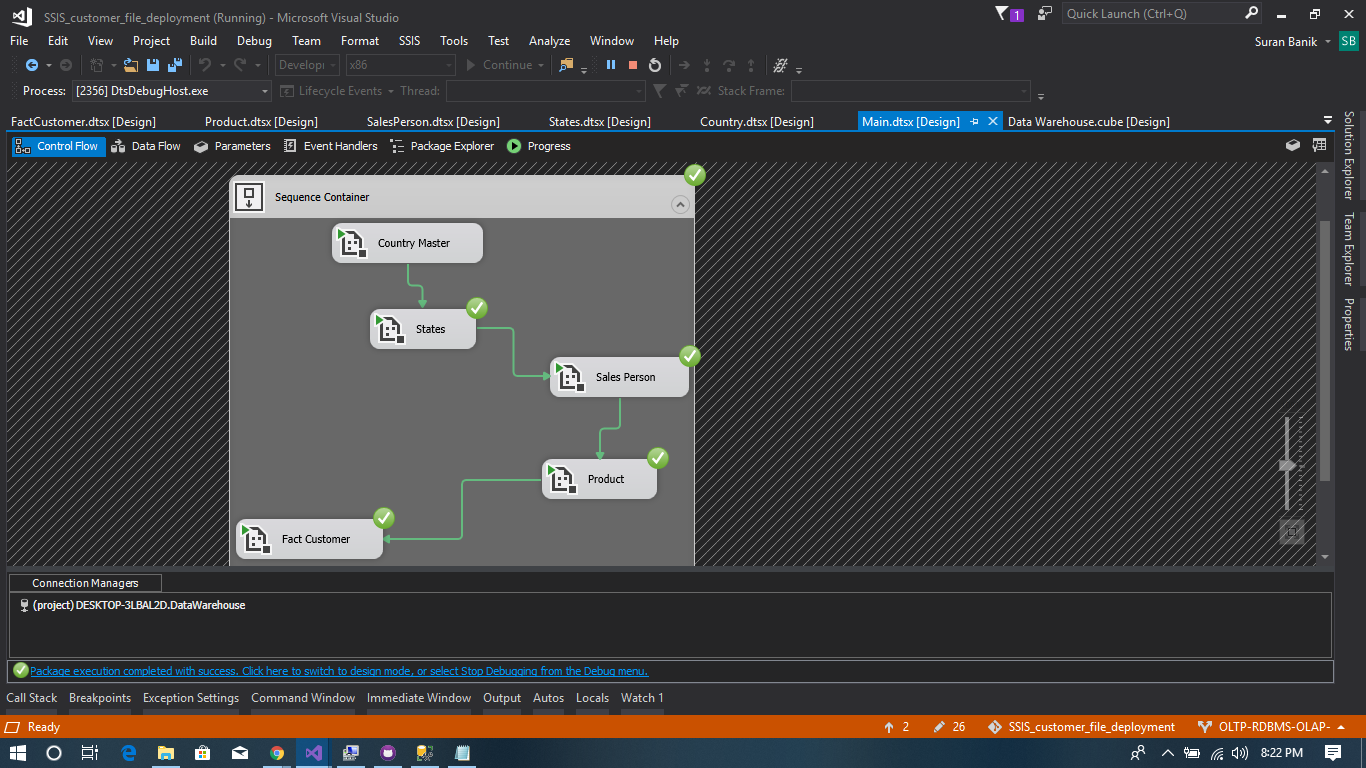 SSIS_customer_file_deployment (Running) - Microsoft Visual Studio
1
Quick Launch (Ctrl+Q)
File Edit View Project Build Debug Team Format SSIS Tools Test Analyze Window Help
Suran Banik SB
Developı x86 Continue
Process: [2356] DtsDebugHost.exe Lifecycle Events Thread: Stack Frame:
FactCustomer.dtsx [Design] Product.dtsx [Design] SalesPerson.dtsx [Design] States.dtsx [Design] Country.dtsx [Design] Main.dtsx [Design] Data Warehouse.cube [Design]
Control Flow Data Flow Parameters Event Handlers Package Explorer Progress
Solution Explorer
Team Explorer
Properties
Sequence Container
Country Master
States
Sales Person
Product
Fact Customer
Connection Managers
(project) DESKTOP-3LBAL2D.DataWarehouse
Package execution completed with success. Click here to switch to design mode, or select Stop Debugging from the Debug menu.
Call Stack Breakpoints Exception Settings Command Window Immediate Window Output Autos Locals Watch 1
Ready 2 26 SSIS_customer_file_deployment OLTP-RDBMS-OLAP-
8:22 PM